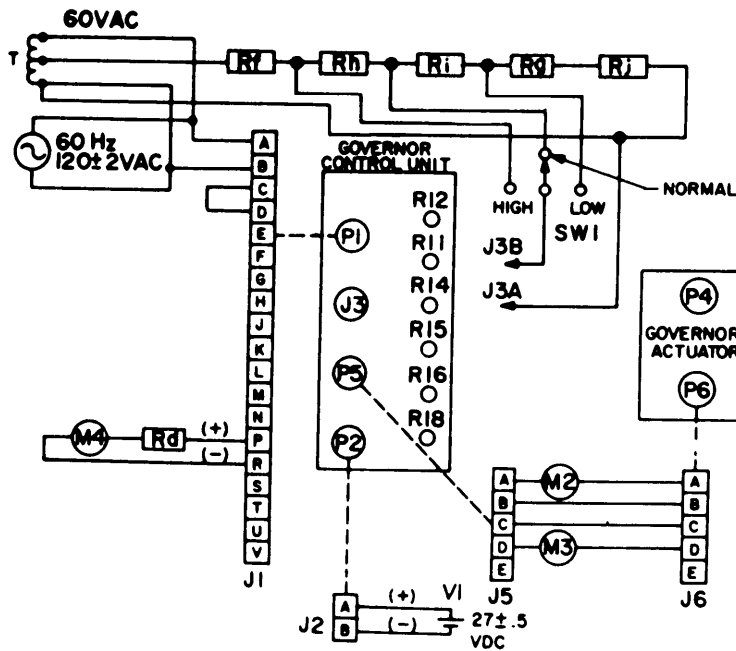 60VAC
T
Rf
Rh
Ri
Rg
Rj
60 Hz
120±2VAC
GOVERNOR
CONTROL UNIT
NORMAL
HIGH
LOW
SW1
J3B
J3A
A
B
C
D
E
F
G
H
J
K
L
M
N
P
R
S
T
U
V
J1
P1
J3
P5
P2
R12
R11
R14
R15
R16
R18
P4
GOVERNOR
ACTUATOR
P6
M4
Rd
(+)
(-)
A
B
C
D
E
J5
M2
M3
A
B
C
D
E
J6
J2
A
B
(+)
(-)
V1
27±.5
VDC